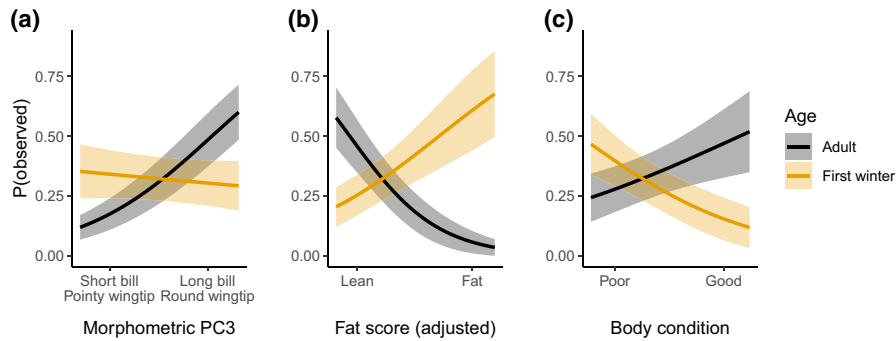 (a)
(b)
(c)
P(observed)
0.75
0.50
0.25
0.00
Short bill
Pointy wingtip
Long bill
Round wingtip
Morphometric PC3
0.75
0.50
0.25
0.00
Lean
Fat
Fat score (adjusted)
0.75
0.50
0.25
0.00
Poor
Good
Body condition
Age
Adult
First winter